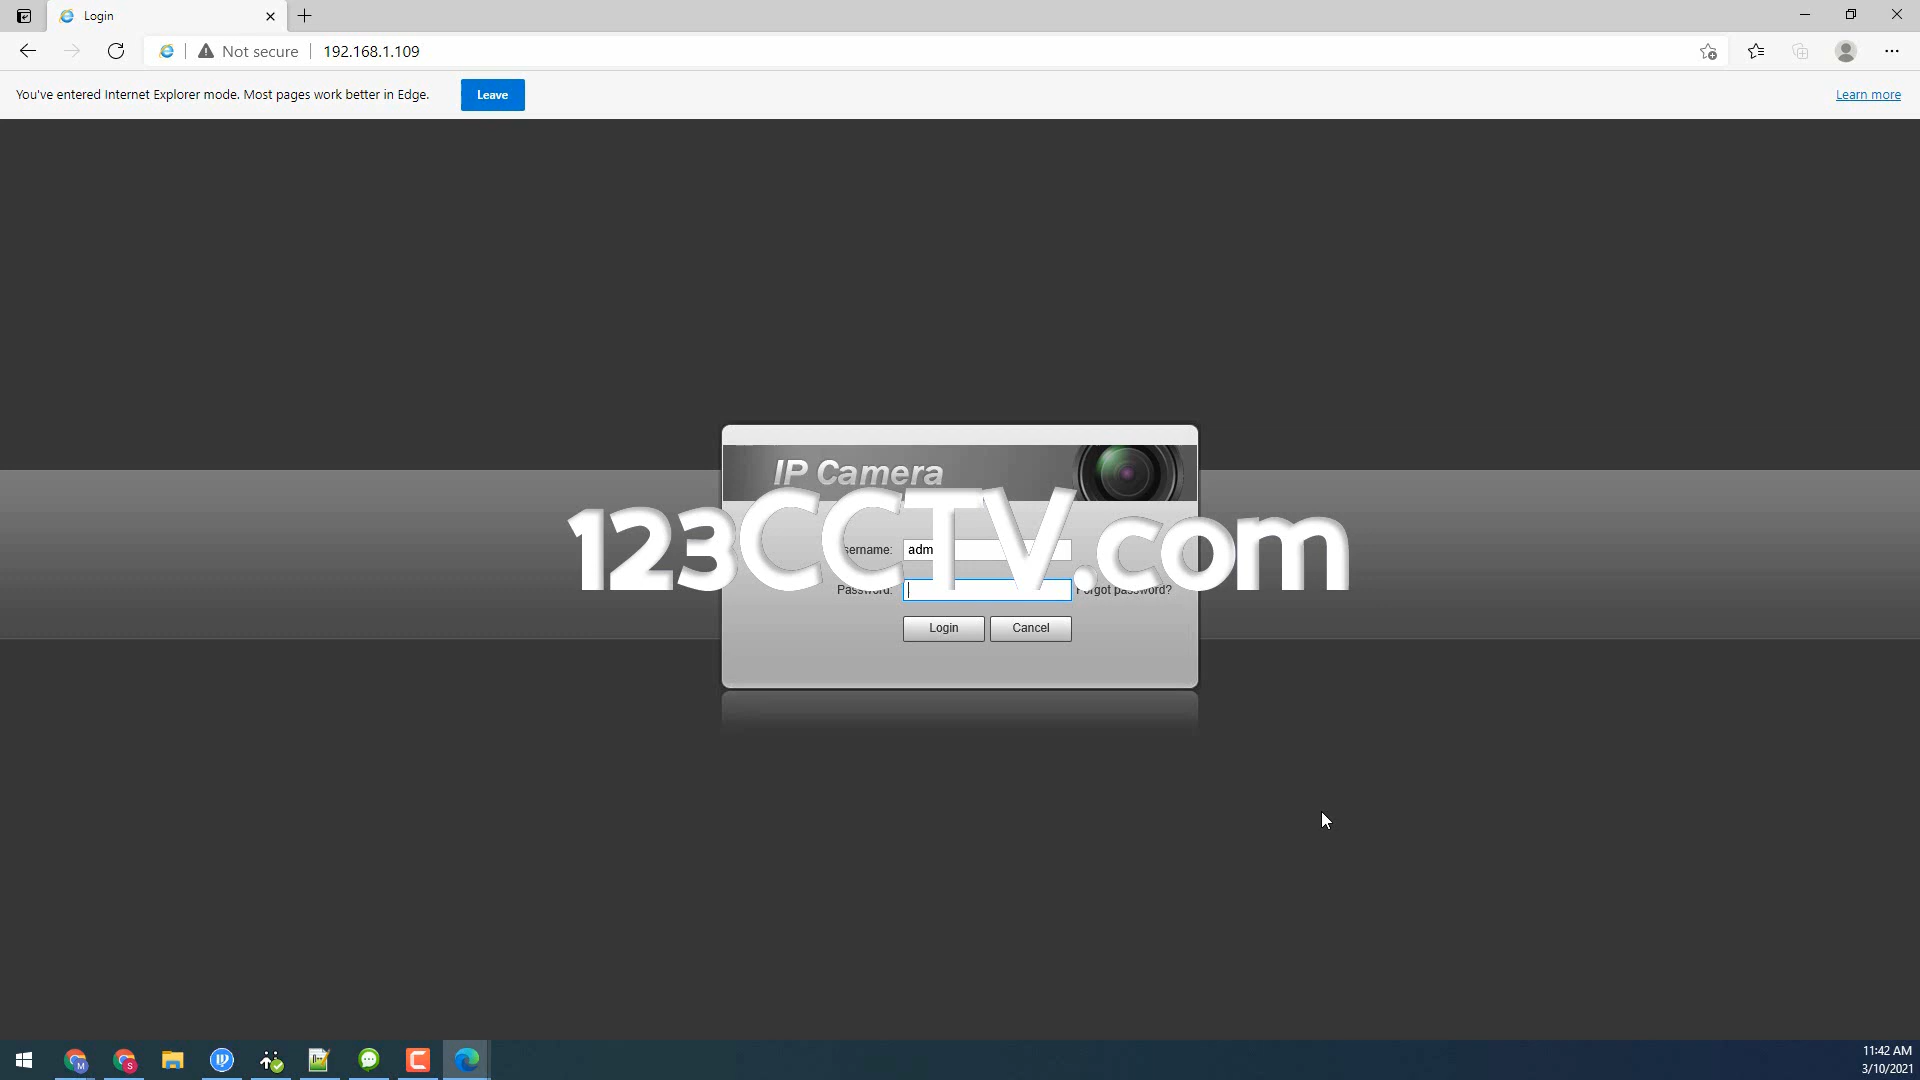 Login
Not secure
192.168.1.109
You've entered Internet Explorer mode. Most pages work better in Edge.
Leave
Learn more
IP Camera
123CCTV.com
Login
Cancel
11:42 AM
3/10/2021